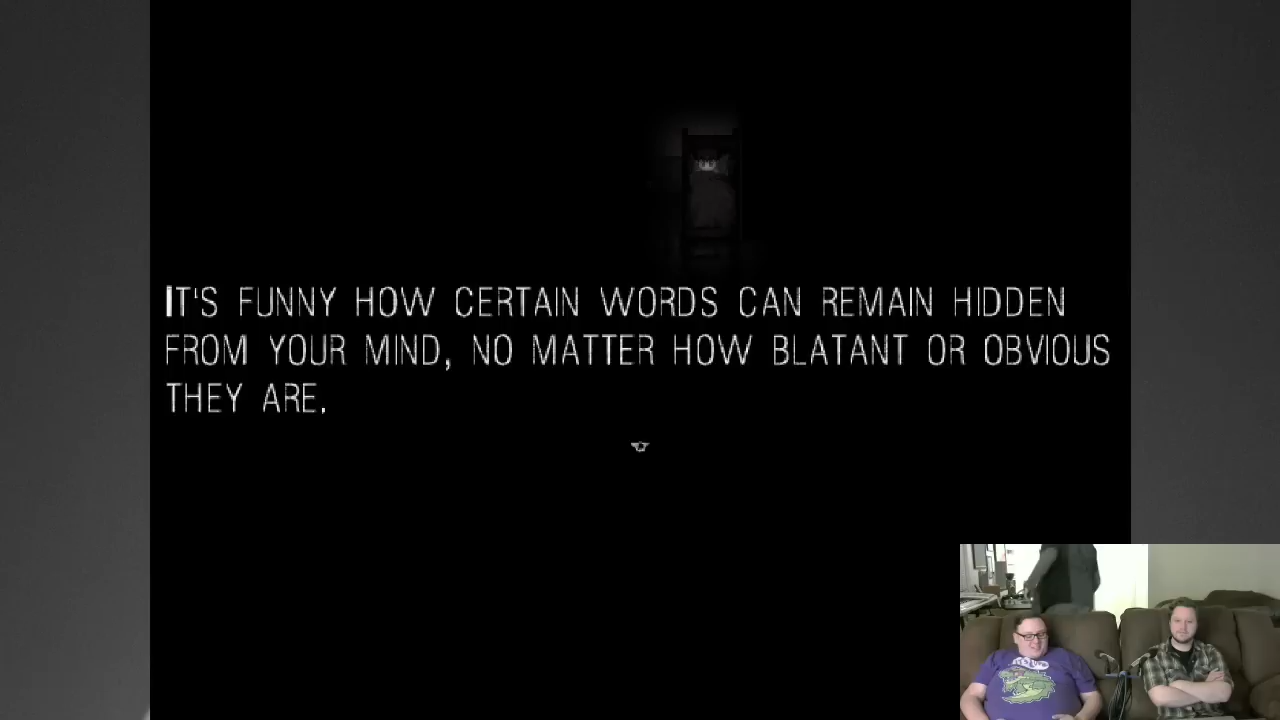 IT'S FUNNY HOW CERTAIN WORDS CAN REMAIN HIDDEN
FROM YOUR MIND, NO MATTER HOW BLATANT OR OBVIOUS
THEY ARE.